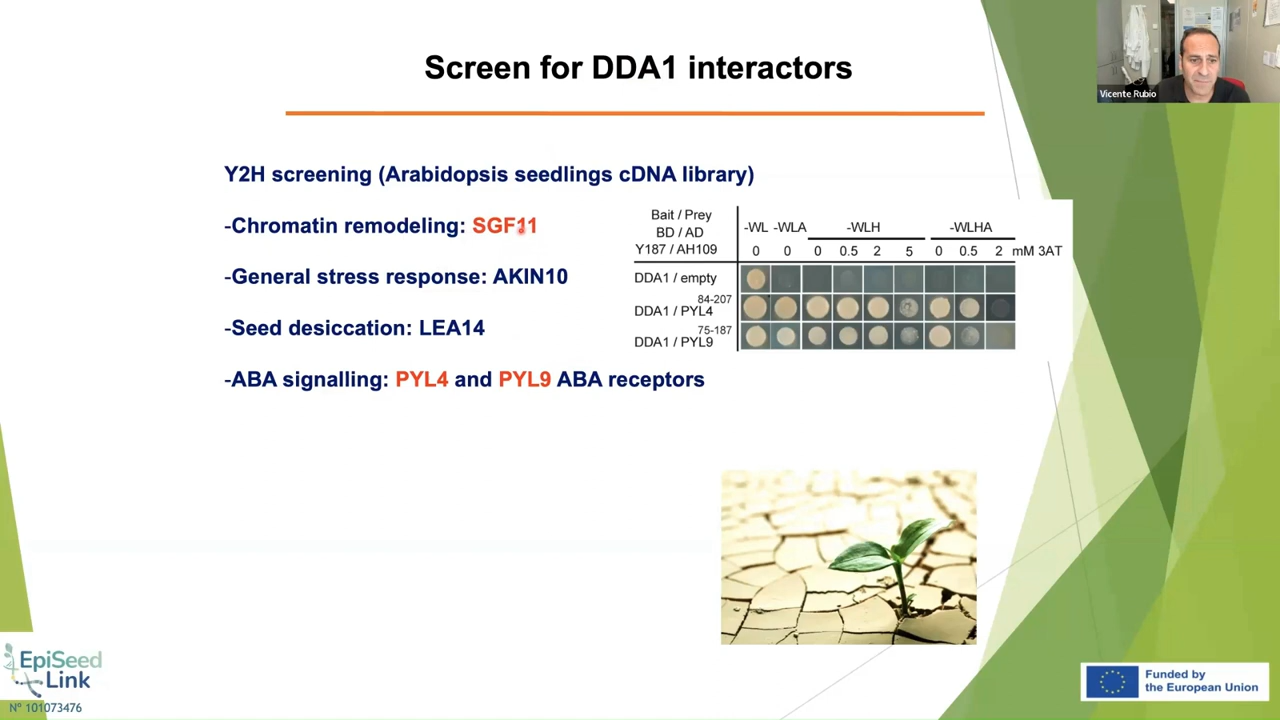 Screen for DDA1 interactors
Vicente Rubio
Y2H screening (Arabidopsis seedlings cDNA library)
-Chromatin remodeling: SGF11
-General stress response: AKIN10
-Seed desiccation: LEA14
-ABA signalling: PYL4 and PYL9 ABA receptors
Bait / Prey
BD / AD
Y187 / AH109
-WL -WLA -WLH -WLHA
0 0 0 0.5 2 5 0 0.5 2 mM 3AT
DDA1 / empty
DDA1 / PYL4 84-207
DDA1 / PYL9 75-187
EpiSeed
Link
Nº 101073476
Funded by
the European Union